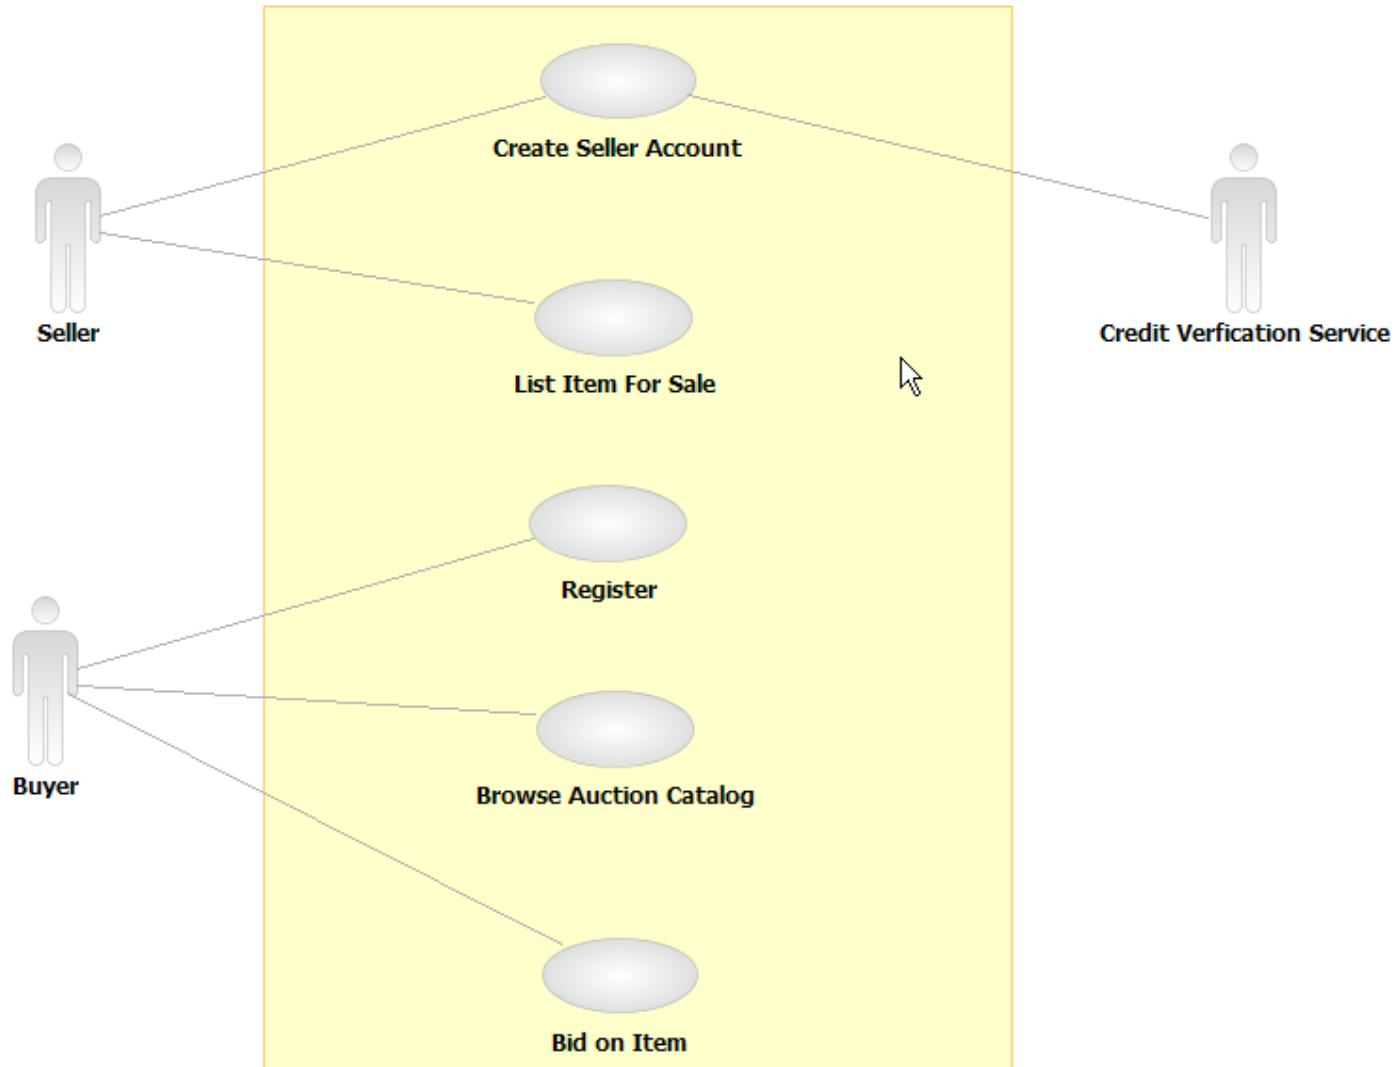 Create Seller Account
Seller
Credit Verfication Service
List Item For Sale
Register
Buyer
Browse Auction Catalog
Bid on Item